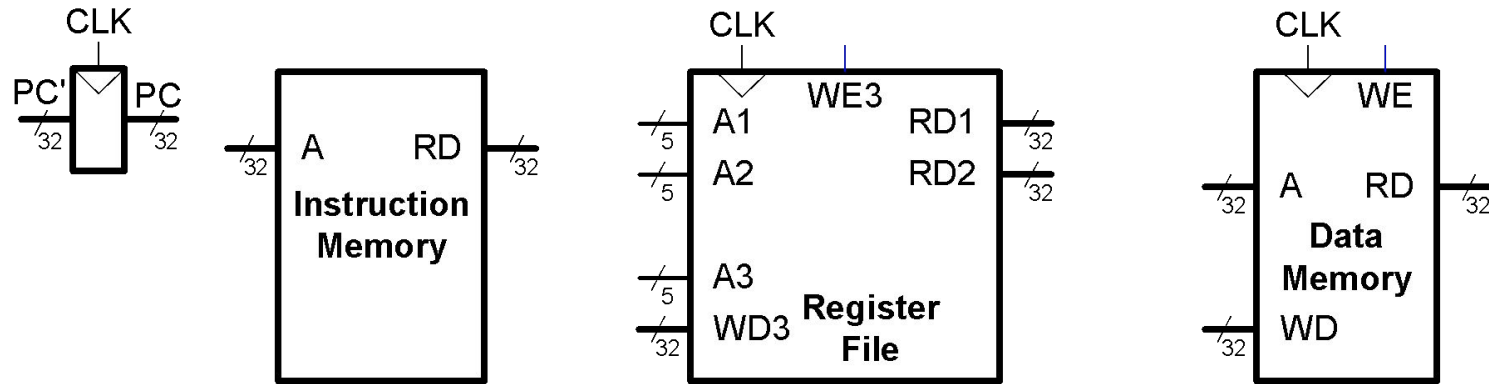 CLK
PC'
PC
32
32
A
RD
32
32
Instruction
Memory
CLK
WE3
A1
RD1
5
32
A2
RD2
5
32
A3
5
WD3
32
Register
File
CLK
WE
A
RD
32
32
Data
Memory
WD
32